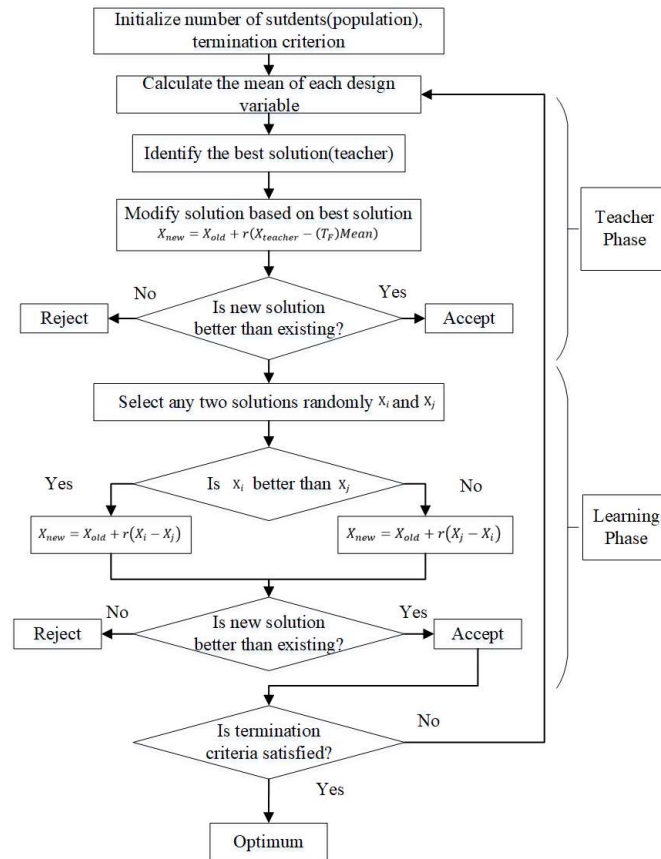 Initialize number of sutdents(population),
termination criterion
Calculate the mean of each design
variable
Identify the best solution(teacher)
Modify solution based on best solution
X_new = X_old + r(X_teacher − (T_F)Mean)
Teacher
Phase
No
Yes
Reject
Is new solution
better than existing?
Accept
Select any two solutions randomly x_i and x_j
Yes
Is x_i better than x_j
No
X_new = X_old + r(X_i − X_j)
X_new = X_old + r(X_j − X_i)
Learning
Phase
No
Yes
Reject
Is new solution
better than existing?
Accept
Is termination
criteria satisfied?
No
Yes
Optimum